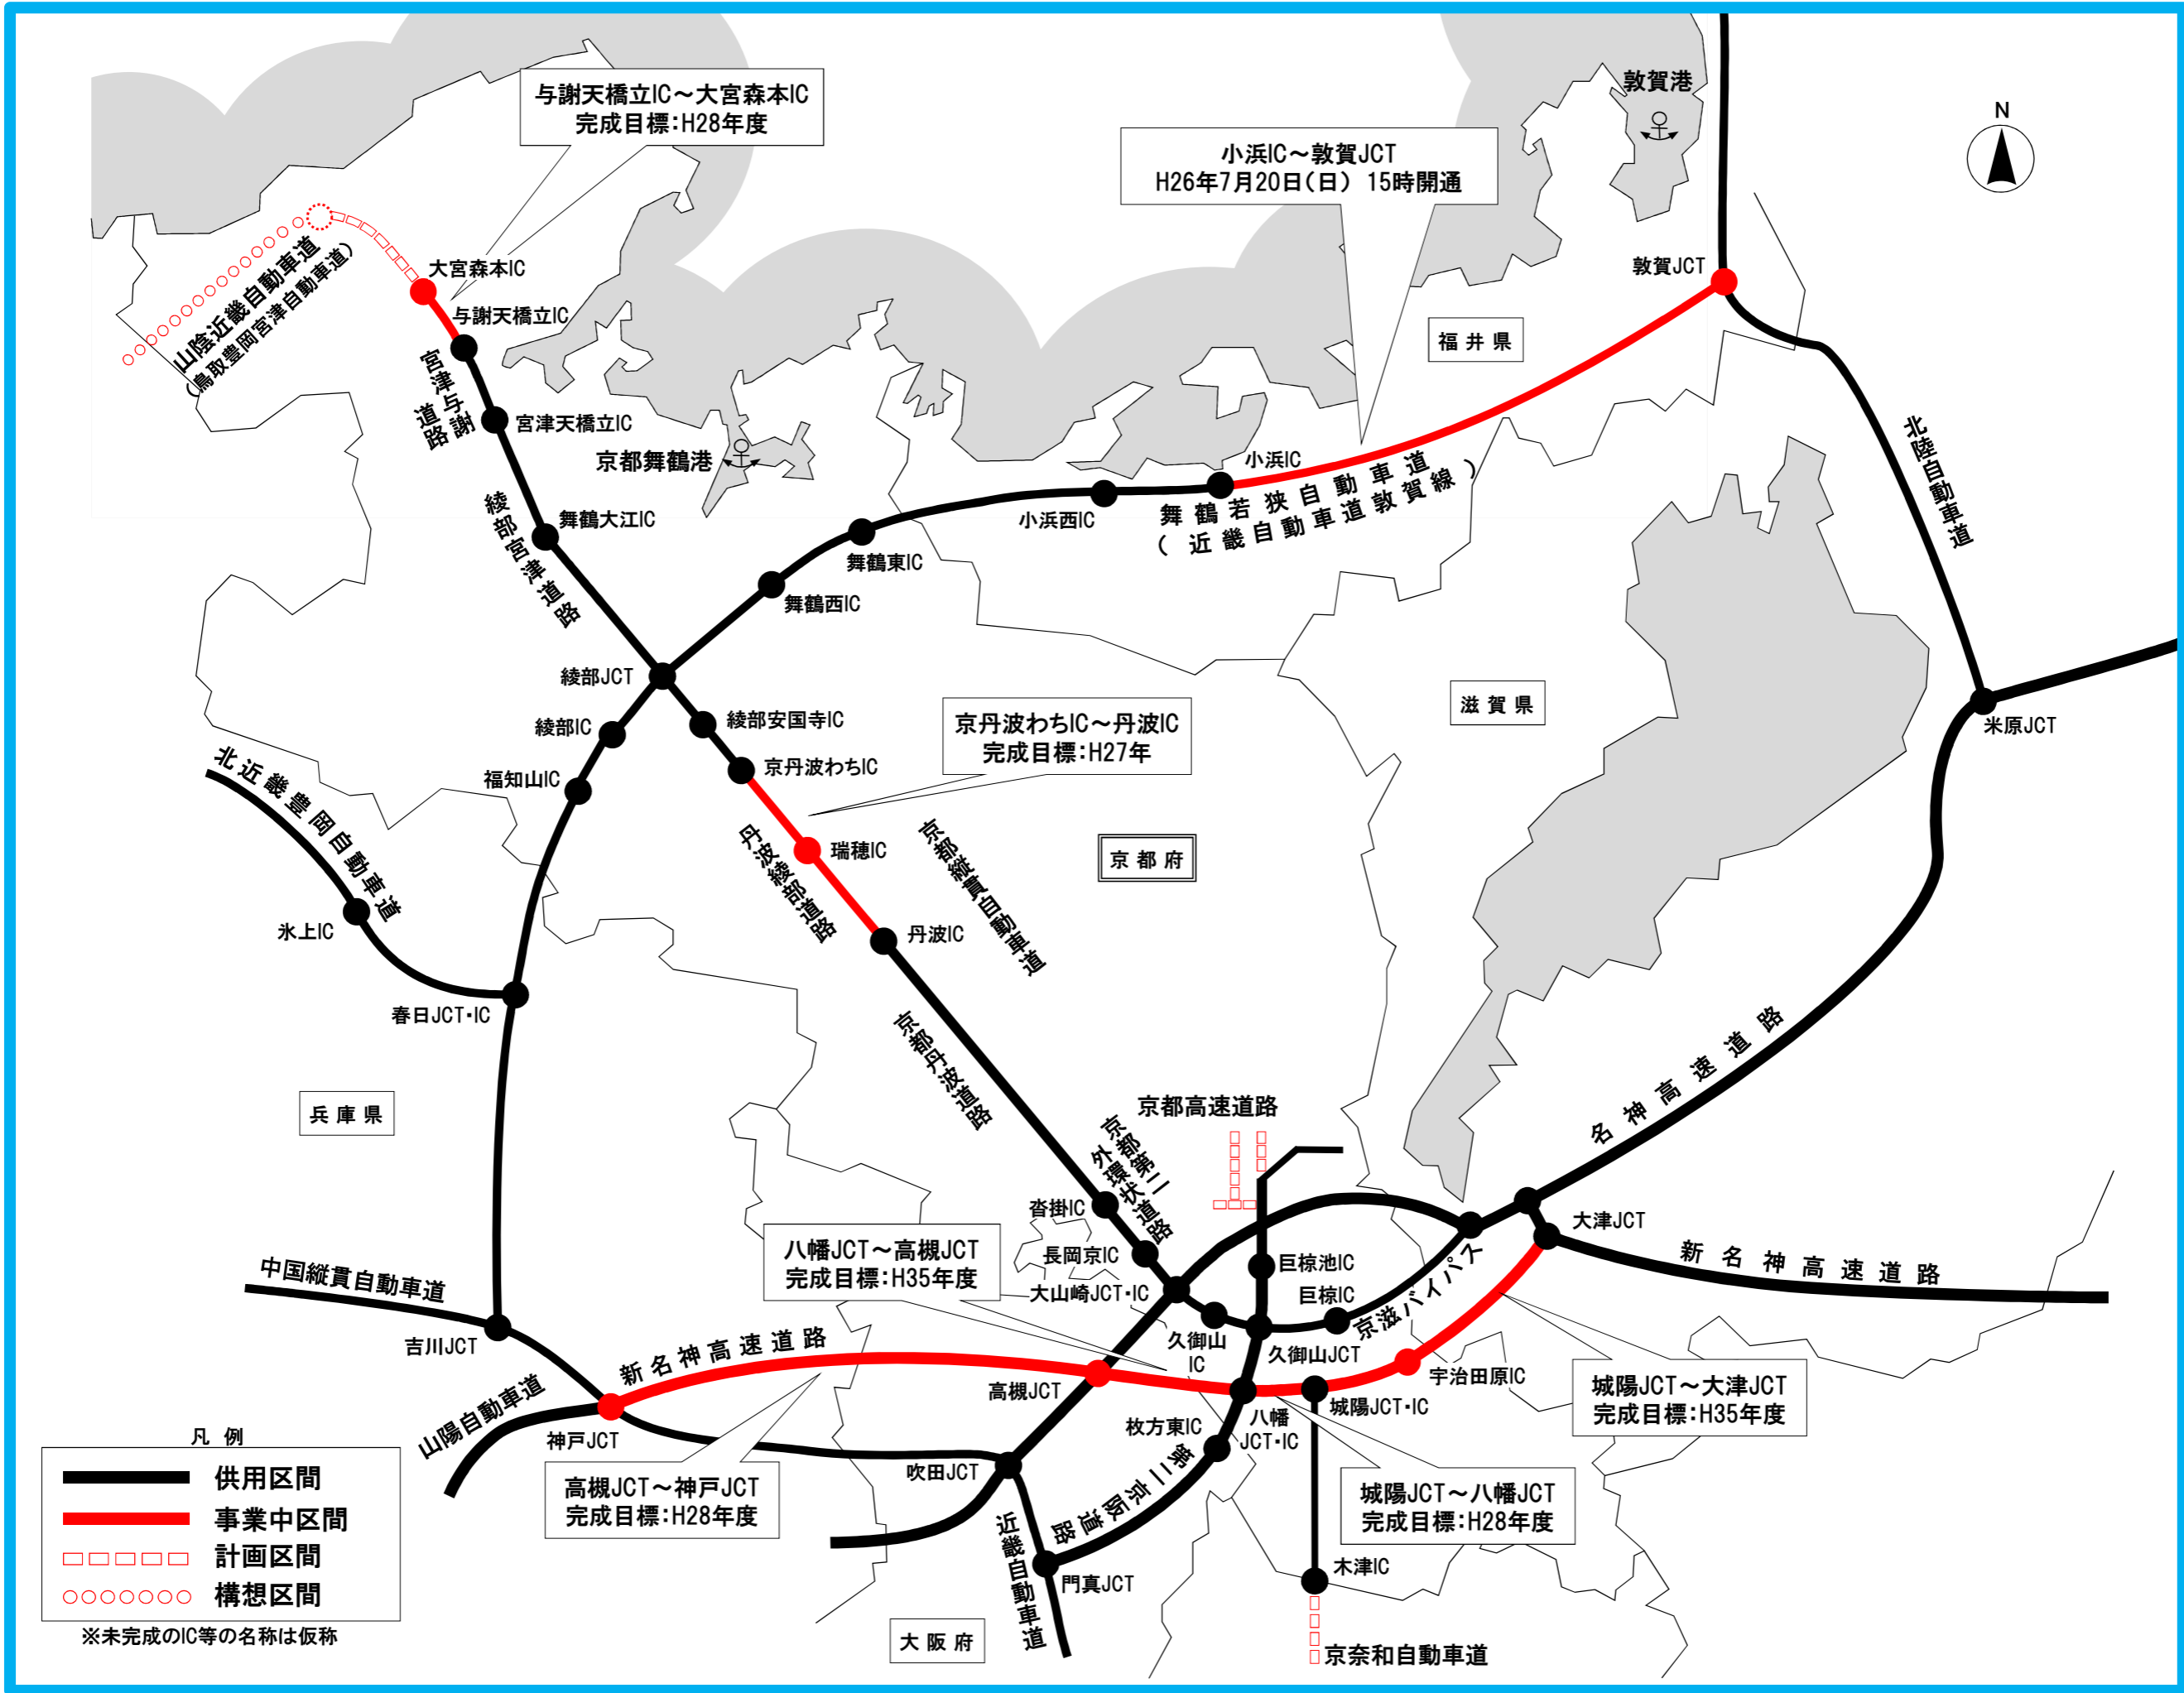 与謝天橋立IC～大宮森本IC
完成目標：H28年度
小浜IC～敦賀JCT
H26年7月20日(日) 15時開通
敦賀港
N
大宮森本IC
与謝天橋立IC
山陰近畿自動車道
(鳥取豊岡宮津自動車道)
敦賀JCT
福井県
宮津与謝
道路
宮津天橋立IC
京都舞鶴港
小浜IC
小浜西IC
舞鶴若狭自動車道
(近畿自動車道敦賀線)
北陸自動車道
綾部宮津道路
舞鶴大江IC
舞鶴東IC
舞鶴西IC
綾部JCT
綾部IC
綾部安国寺IC
京丹波わちIC
福知山IC
京丹波わちIC～丹波IC
完成目標：H27年
滋賀県
米原JCT
北近畿豊岡自動車道
氷上IC
瑞穂IC
丹波綾部道路
京都縦貫自動車道
京都府
丹波IC
春日JCT・IC
京都丹波道路
兵庫県
京都高速道路
名神高速道路
京都第二
外環状道路
沓掛IC
長岡京IC
大山崎JCT・IC
巨椋池IC
巨椋IC
京滋バイパス
大津JCT
新名神高速道路
八幡JCT～高槻JCT
完成目標：H35年度
中国縦貫自動車道
吉川JCT
新名神高速道路
久御山
IC
久御山JCT
高槻JCT
宇治田原IC
城陽JCT～大津JCT
完成目標：H35年度
山陽自動車道
神戸JCT
枚方東IC
八幡
JCT・IC
城陽JCT・IC
吹田JCT
高槻JCT～神戸JCT
完成目標：H28年度
第二京阪道路
城陽JCT～八幡JCT
完成目標：H28年度
近畿自動車道
門真JCT
木津IC
大阪府
京奈和自動車道
凡例
供用区間
事業中区間
計画区間
構想区間
※未完成のIC等の名称は仮称